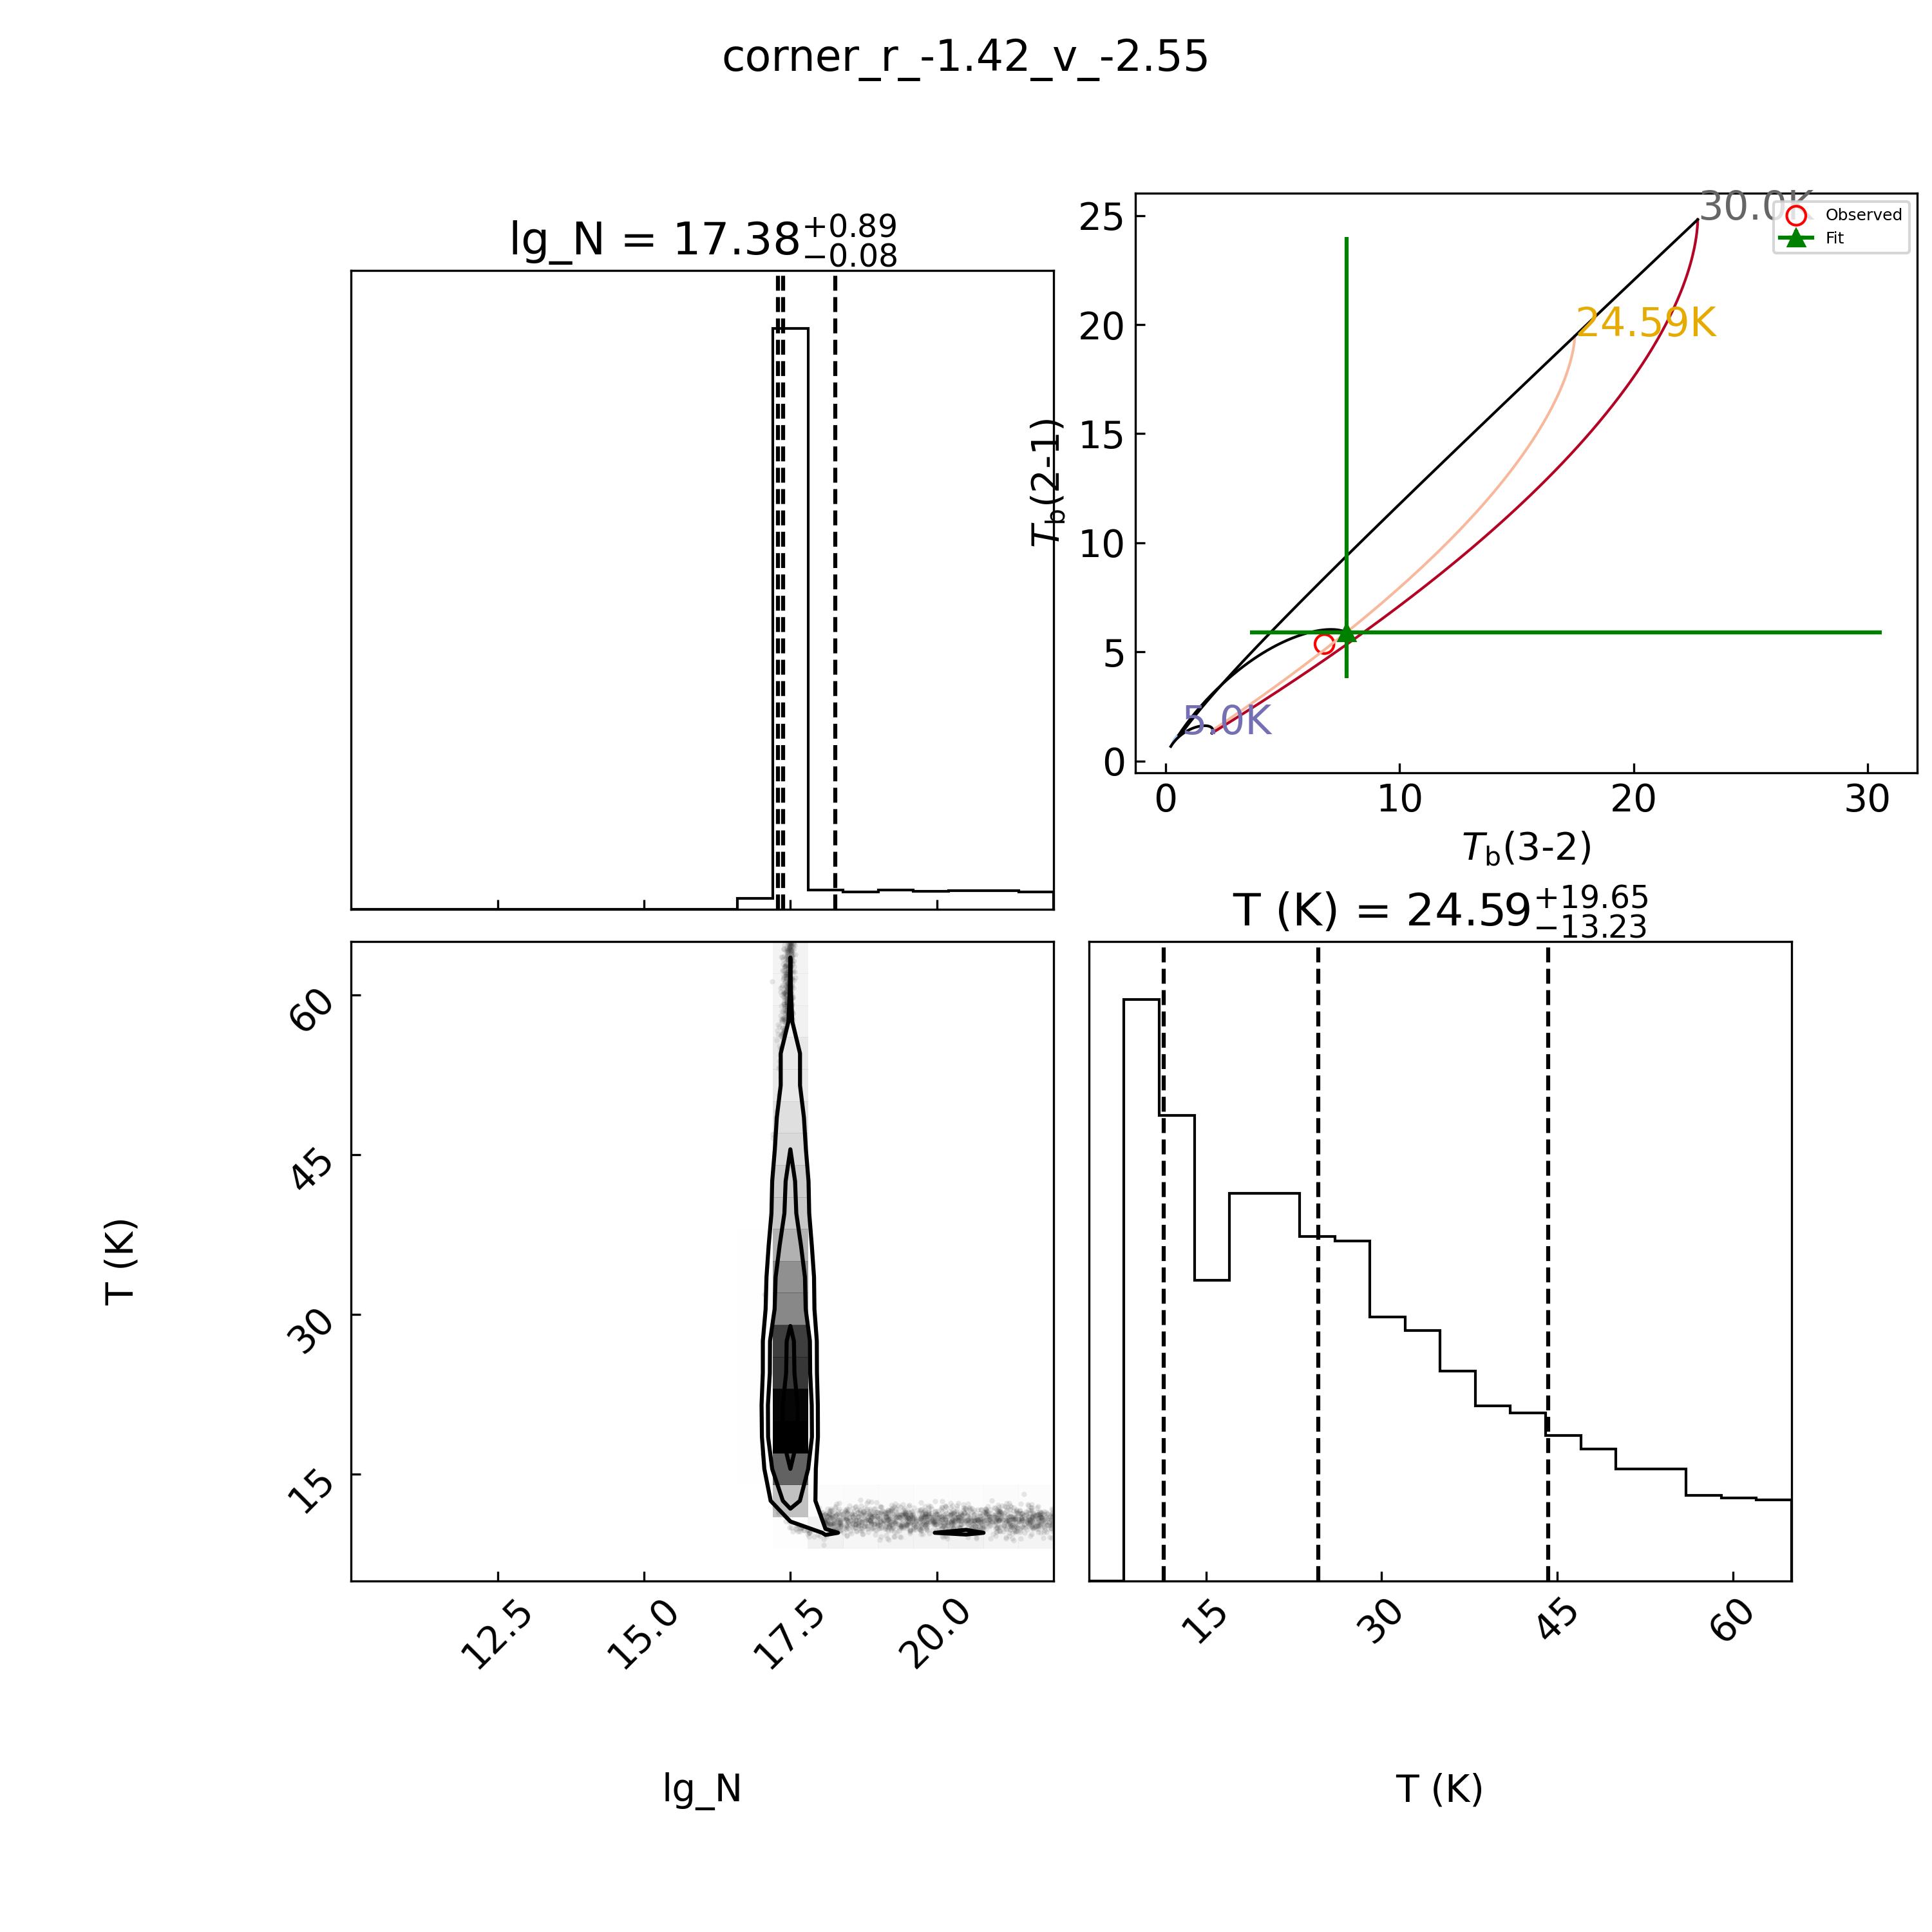 corner_r_-1.42_v_-2.55
lg_N = 17.38+0.89−0.08
30.0K
Observed
Fit
25
20
15
10
5
0
24.59K
5.0K
Tb(2-1)
0 10 20 30
Tb(3-2)
T (K) = 24.59+19.65−13.23
60
45
30
15
T (K)
12.5 15.0 17.5 20.0
15 30 45 60
lg_N
T (K)